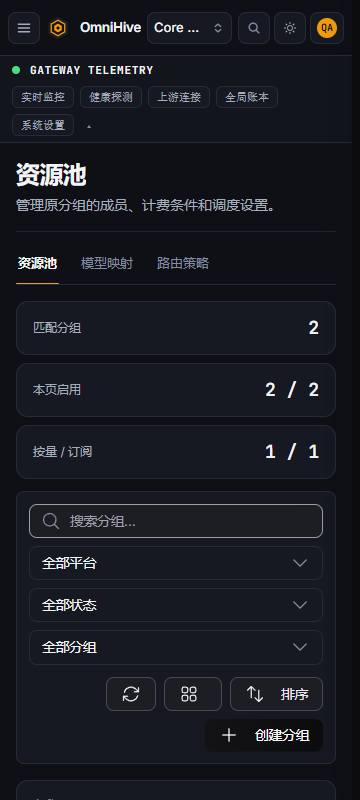 OmniHive
Core ...
QA
GATEWAY TELEMETRY
实时监控
健康探测
上游连接
全局账本
系统设置
资源池
管理原分组的成员、计费条件和调度设置。
资源池
模型映射
路由策略
匹配分组
2
本页启用
2 / 2
按量 / 订阅
1 / 1
搜索分组...
全部平台
全部状态
全部分组
排序
创建分组